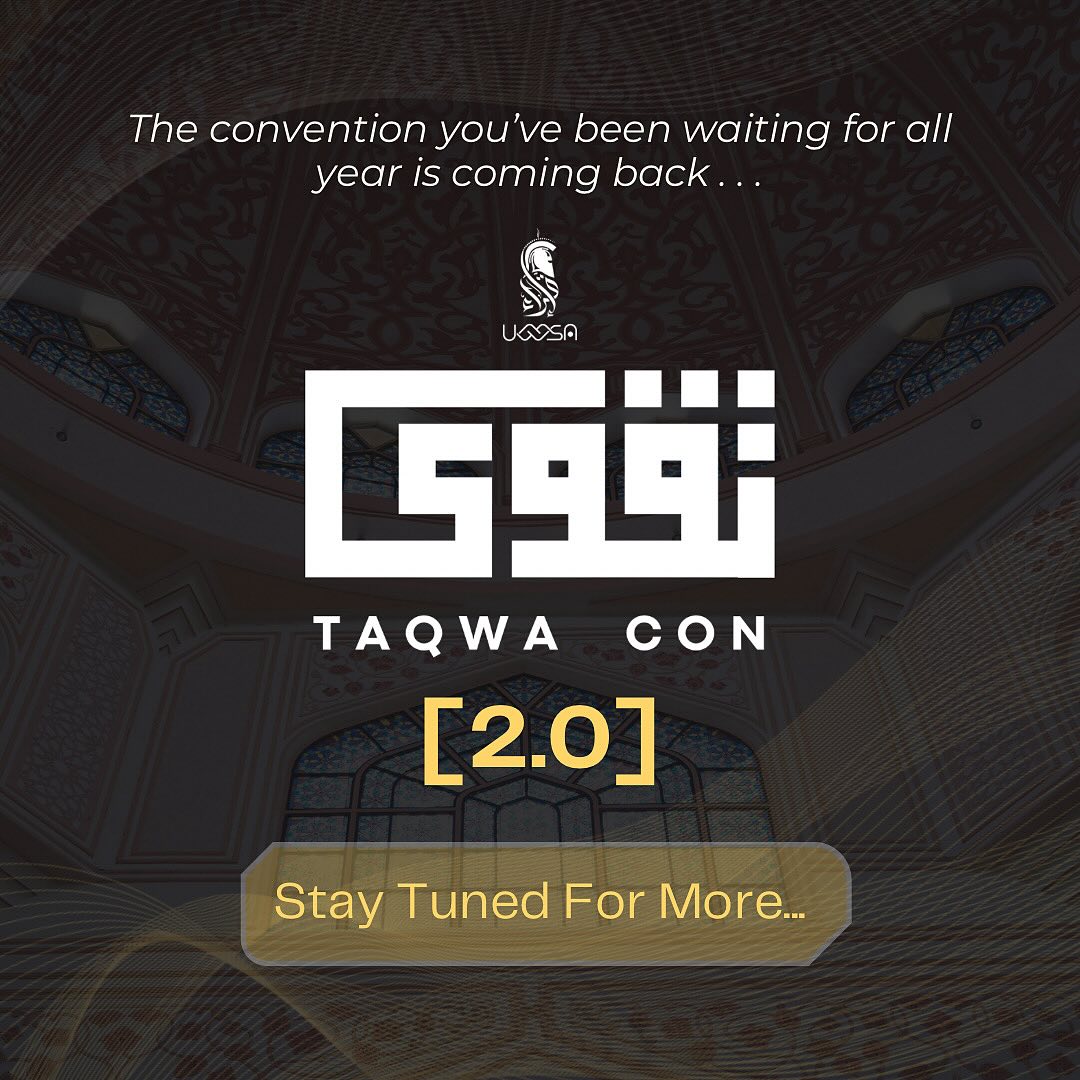 The convention you’ve been waiting for all
year is coming back . . .
تقوى
TAQWA CON
[2.0]
Stay Tuned For More...